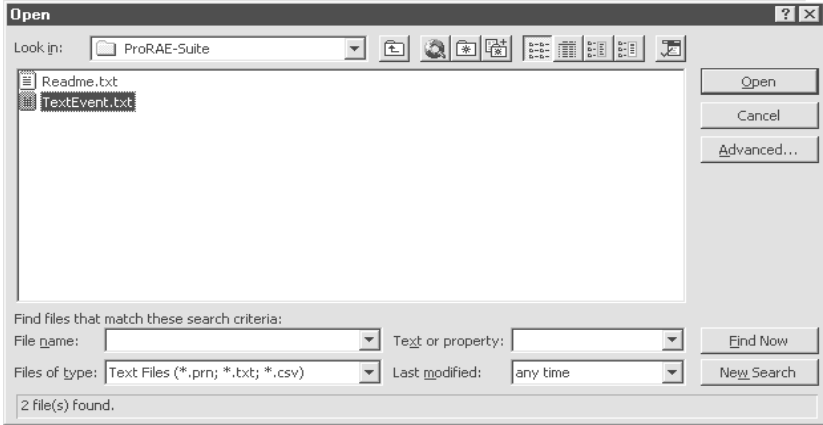 Open
Look in: ProRAE-Suite
Readme.txt
TextEvent.txt
Open
Cancel
Advanced...
Find files that match these search criteria:
File name: Text or property: Find Now
Files of type: Text Files (*.prn; *.txt; *.csv) Last modified: any time New Search
2 file(s) found.